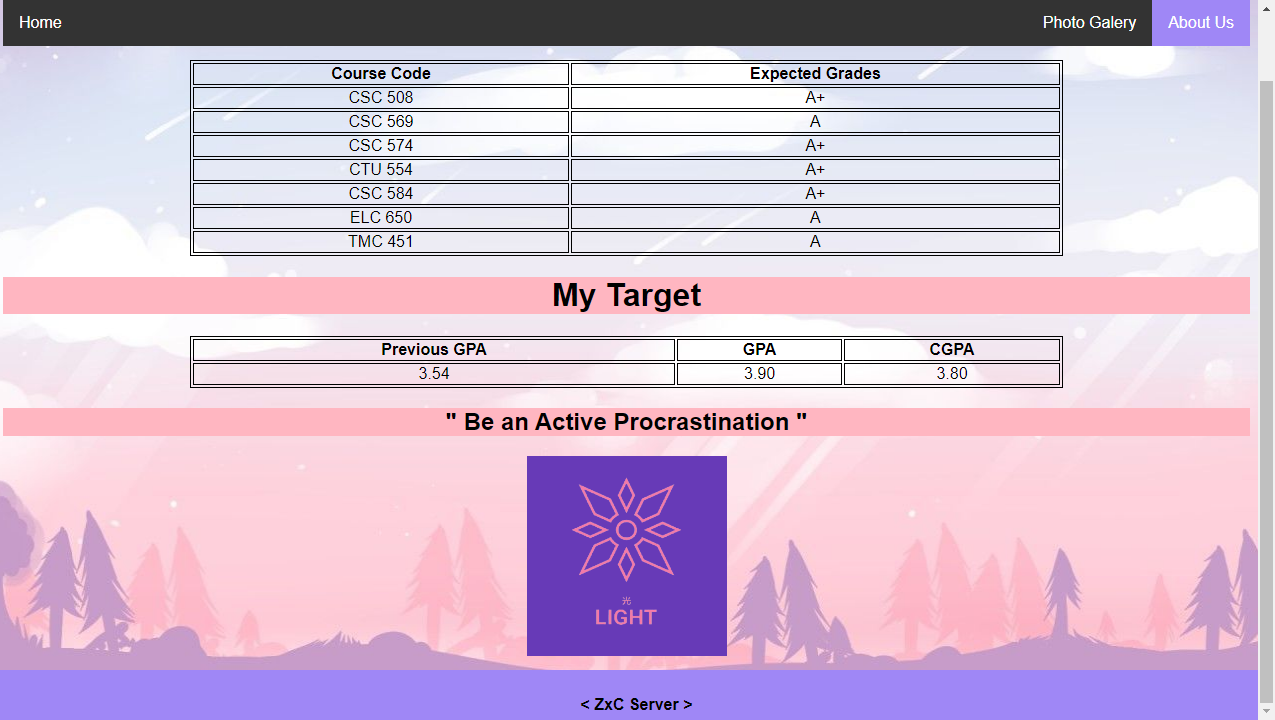 Home Photo Galery About Us
Course Code Expected Grades
CSC 508 A+
CSC 569 A
CSC 574 A+
CTU 554 A+
CSC 584 A+
ELC 650 A
TMC 451 A
My Target
Previous GPA GPA CGPA
3.54 3.90 3.80
" Be an Active Procrastination "
光
LIGHT
< ZxC Server >